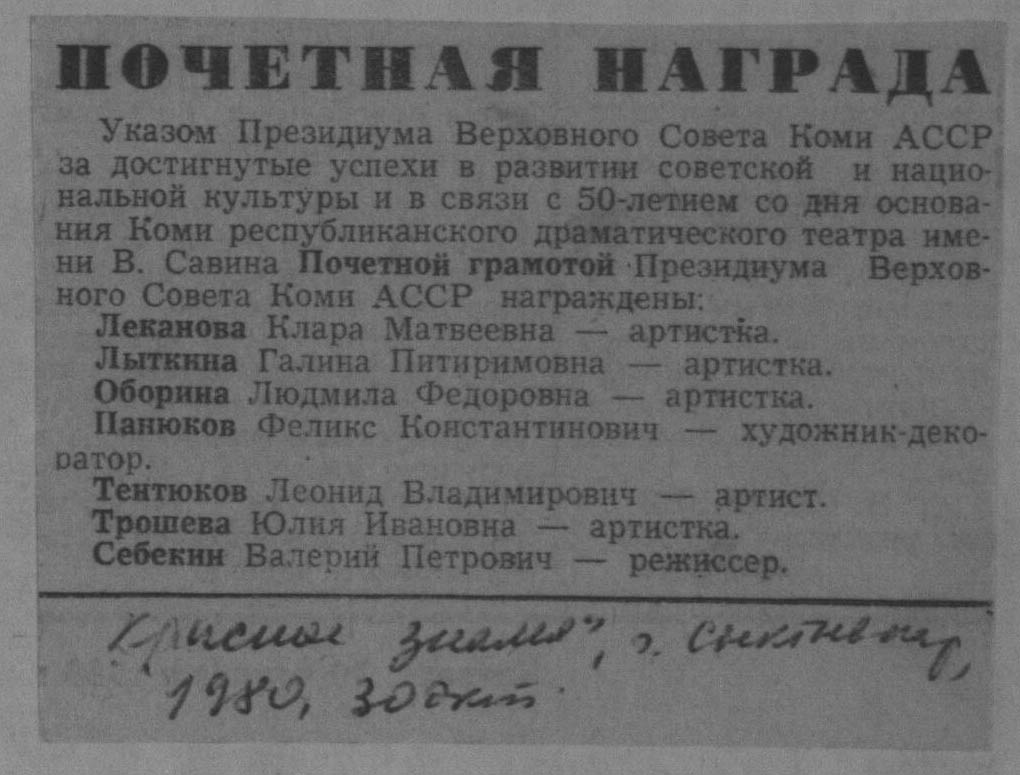 ПОЧЕТНАЯ НАГРАДА
Указом Президиума Верховного Совета Коми АССР
за достигнутые успехи в развитии советской и нацио-
нальной культуры и в связи с 50-летием со дня основа-
ния Коми республиканского драматического театра име-
ни В. Савина Почетной грамотой Президиума Верхов-
ного Совета Коми АССР награждены:
Леканова Клара Матвеевна — артистка.
Лыткина Галина Питиримовна — артистка.
Оборина Людмила Федоровна — артистка.
Панюков Феликс Константинович — художник-деко-
ратор.
Тентюков Леонид Владимирович — артист.
Трошева Юлия Ивановна — артистка.
Себекин Валерий Петрович — режиссер.
Красное знамя", г. Сыктывкар,
1980, 30 окт.